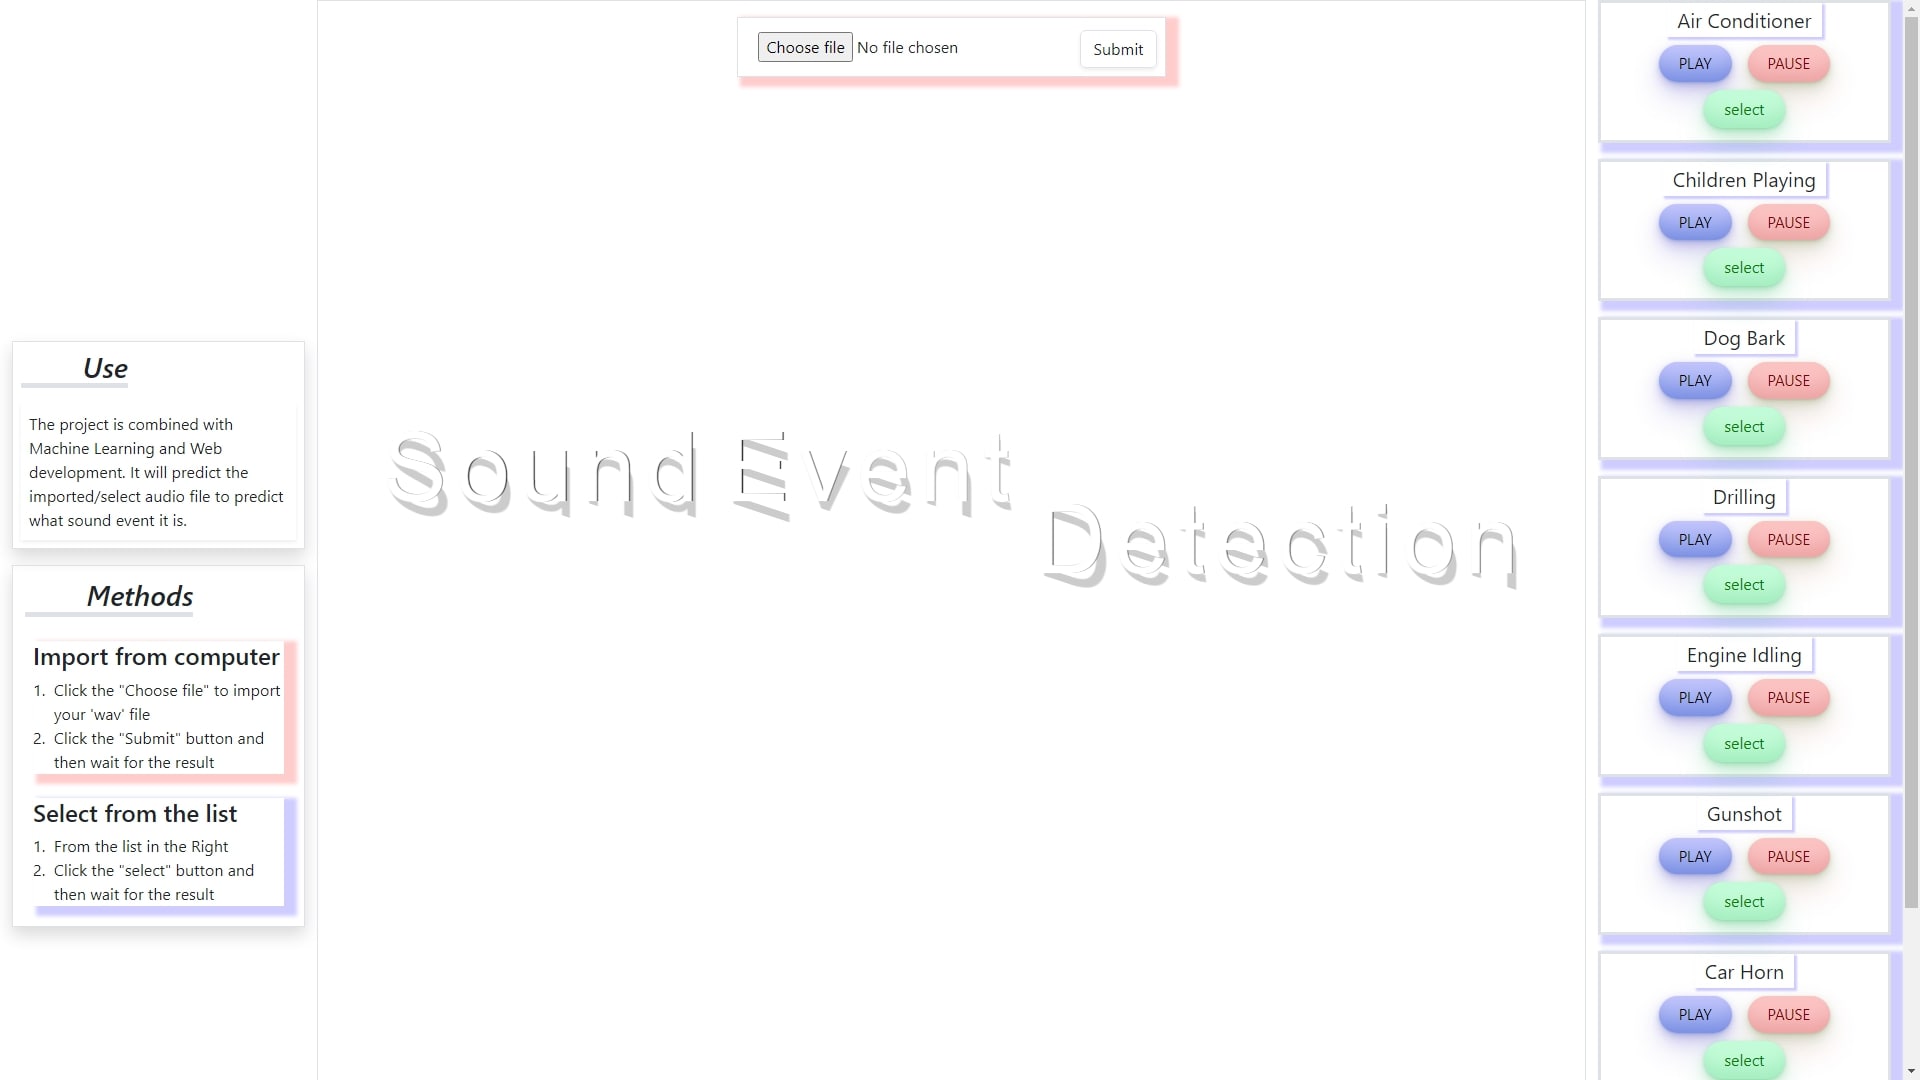 Use
The project is combined with
Machine Learning and Web
development. It will predict the
imported/select audio file to predict
what sound event it is.
Methods
Import from computer
1. Click the "Choose file" to import
your 'wav' file
2. Click the "Submit" button and
then wait for the result
Select from the list
1. From the list in the Right
2. Click the "select" button and
then wait for the result
Choose file No file chosen Submit
Sound Event
Detection
Air Conditioner
PLAY PAUSE
select
Children Playing
PLAY PAUSE
select
Dog Bark
PLAY PAUSE
select
Drilling
PLAY PAUSE
select
Engine Idling
PLAY PAUSE
select
Gunshot
PLAY PAUSE
select
Car Horn
PLAY PAUSE
select